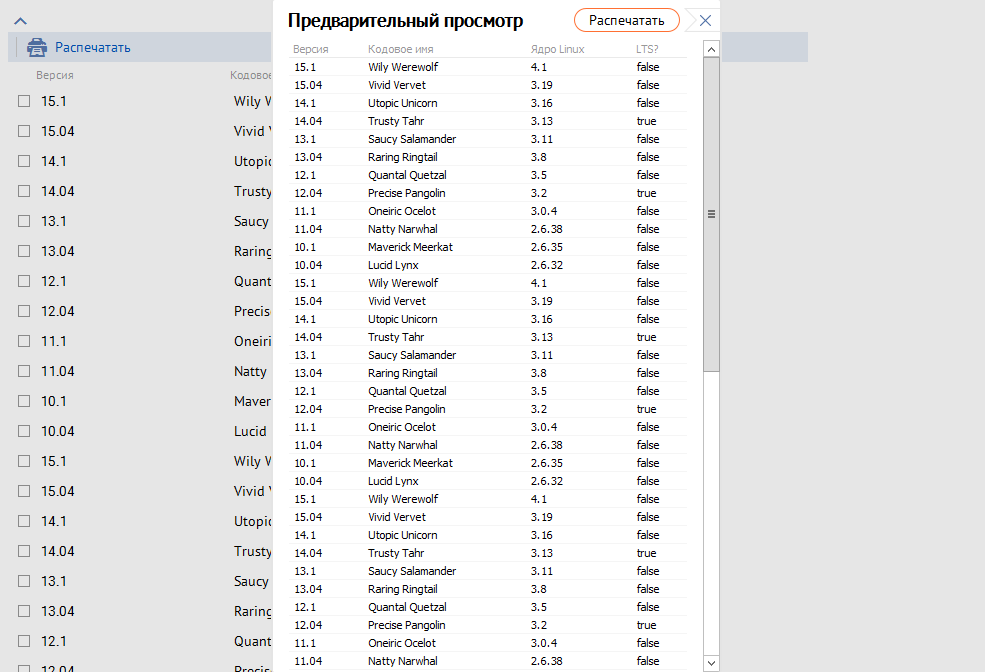 Распечатать
Версия Кодовое
15.1 Wily W
15.04 Vivid V
14.1 Utopic
14.04 Trusty
13.1 Saucy
13.04 Raring
12.1 Quant
12.04 Precis
11.1 Oneiri
11.04 Natty
10.1 Maver
10.04 Lucid
15.1 Wily W
15.04 Vivid V
14.1 Utopic
14.04 Trusty
13.1 Saucy
13.04 Raring
12.1 Quant
12.04 Precis
Предварительный просмотр Распечатать
Версия Кодовое имя Ядро Linux LTS?
15.1 Wily Werewolf 4.1 false
15.04 Vivid Vervet 3.19 false
14.1 Utopic Unicorn 3.16 false
14.04 Trusty Tahr 3.13 true
13.1 Saucy Salamander 3.11 false
13.04 Raring Ringtail 3.8 false
12.1 Quantal Quetzal 3.5 false
12.04 Precise Pangolin 3.2 true
11.1 Oneiric Ocelot 3.0.4 false
11.04 Natty Narwhal 2.6.38 false
10.1 Maverick Meerkat 2.6.35 false
10.04 Lucid Lynx 2.6.32 false
15.1 Wily Werewolf 4.1 false
15.04 Vivid Vervet 3.19 false
14.1 Utopic Unicorn 3.16 false
14.04 Trusty Tahr 3.13 true
13.1 Saucy Salamander 3.11 false
13.04 Raring Ringtail 3.8 false
12.1 Quantal Quetzal 3.5 false
12.04 Precise Pangolin 3.2 true
11.1 Oneiric Ocelot 3.0.4 false
11.04 Natty Narwhal 2.6.38 false
10.1 Maverick Meerkat 2.6.35 false
10.04 Lucid Lynx 2.6.32 false
15.1 Wily Werewolf 4.1 false
15.04 Vivid Vervet 3.19 false
14.1 Utopic Unicorn 3.16 false
14.04 Trusty Tahr 3.13 true
13.1 Saucy Salamander 3.11 false
13.04 Raring Ringtail 3.8 false
12.1 Quantal Quetzal 3.5 false
12.04 Precise Pangolin 3.2 true
11.1 Oneiric Ocelot 3.0.4 false
11.04 Natty Narwhal 2.6.38 false